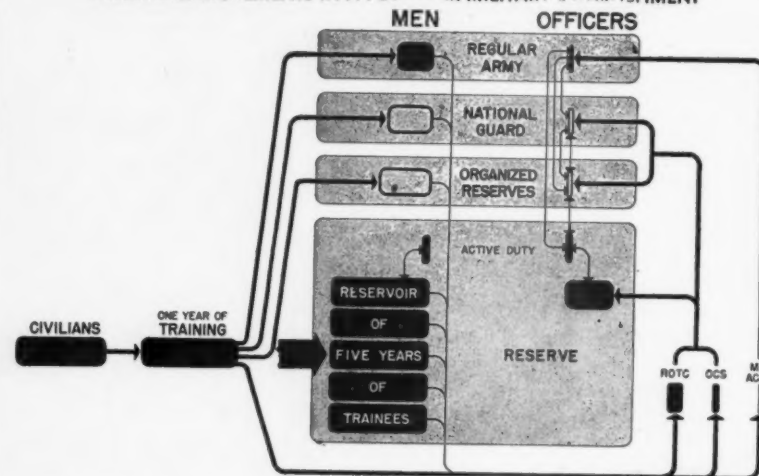 MEN OFFICERS
REGULAR ARMY
NATIONAL GUARD
ORGANIZED RESERVES
ACTIVE DUTY
RESERVOIR
OF
FIVE YEARS
OF
TRAINEES
RESERVE
CIVILIANS
ONE YEAR OF
TRAINING
ROTC OCS